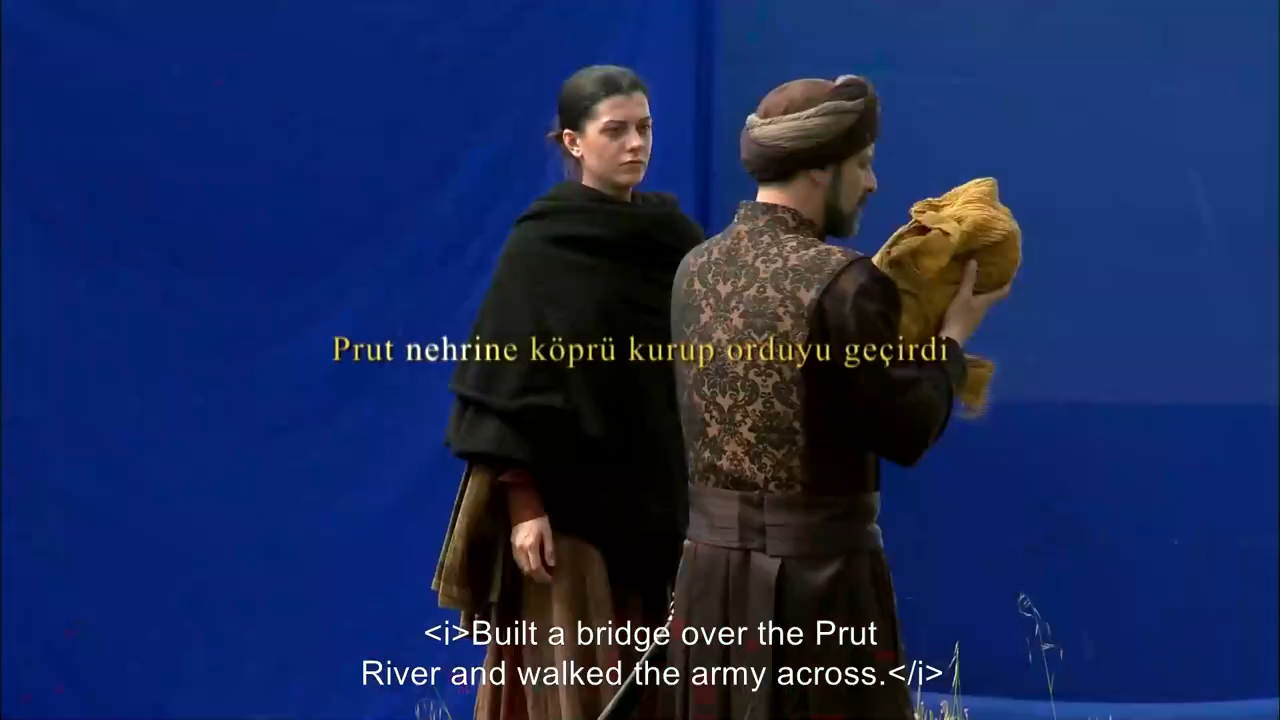 Prut nehrine köprü kurup orduyu geçirdi
<i>Built a bridge over the Prut
River and walked the army across.</i>